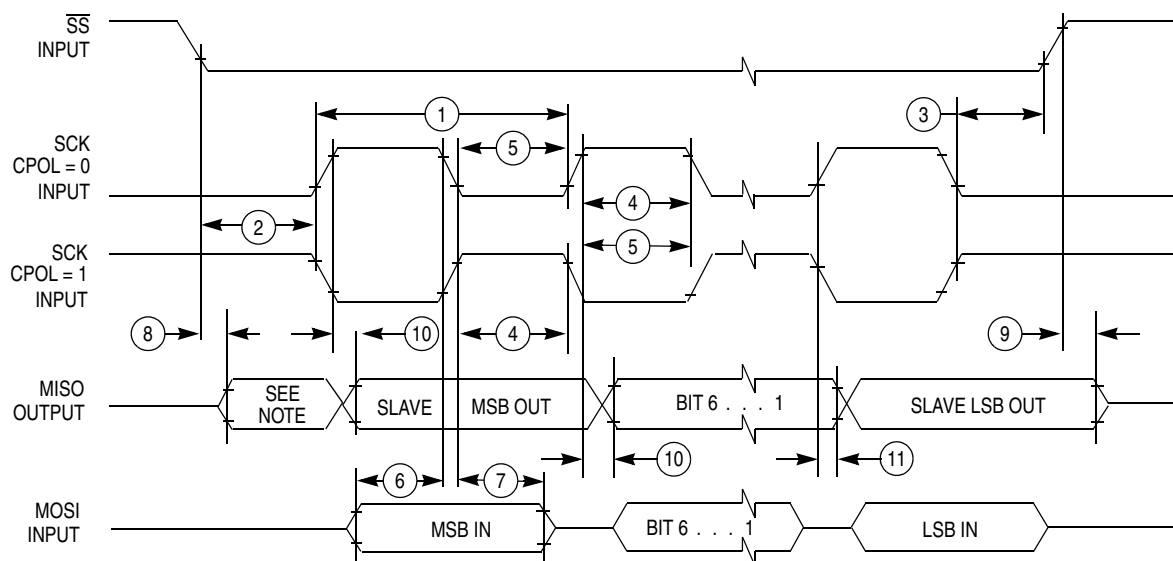 SS
INPUT
1
3
SCK
CPOL = 0
INPUT
5
4
2
SCK
CPOL = 1
INPUT
5
8
10
4
9
MISO
OUTPUT
SEE
NOTE
SLAVE
MSB OUT
BIT 6 . . . 1
SLAVE LSB OUT
10
11
6
7
MOSI
INPUT
MSB IN
BIT 6 . . . 1
LSB IN